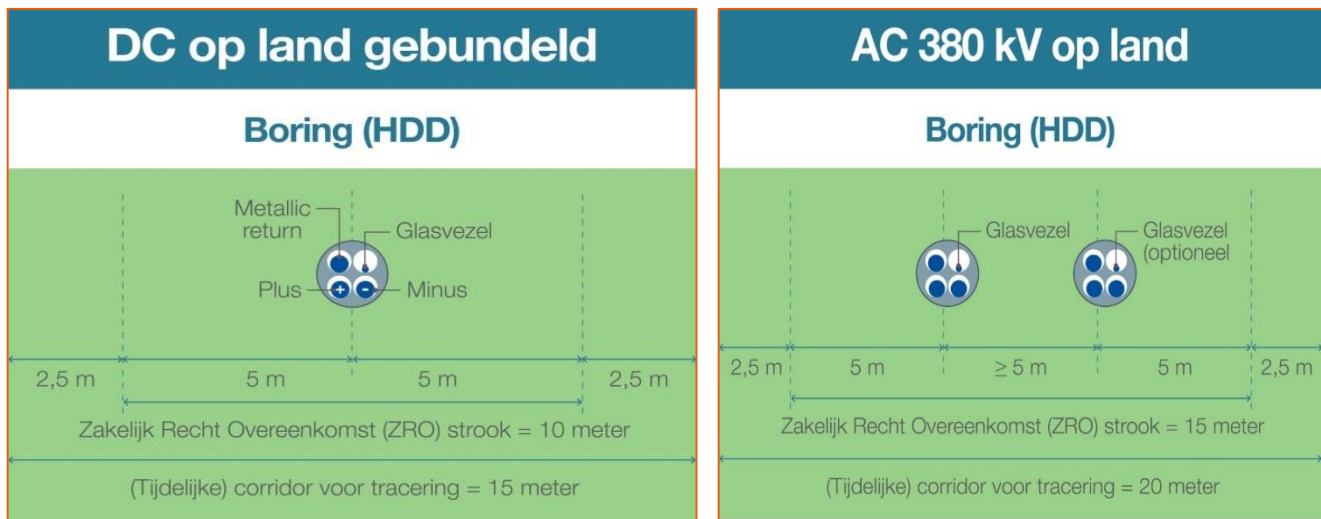 DC op land gebundeld
Boring (HDD)
Metallic
return
Glasvezel
Plus
+
-
Minus
2,5 m
5 m
5 m
2,5 m
Zakelijk Recht Overeenkomst (ZRO) strook = 10 meter
(Tijdelijke) corridor voor tracering = 15 meter
AC 380 kV op land
Boring (HDD)
Glasvezel
Glasvezel
(optioneel
2,5 m
5 m
≥ 5 m
5 m
2,5 m
Zakelijk Recht Overeenkomst (ZRO) strook = 15 meter
(Tijdelijke) corridor voor tracering = 20 meter